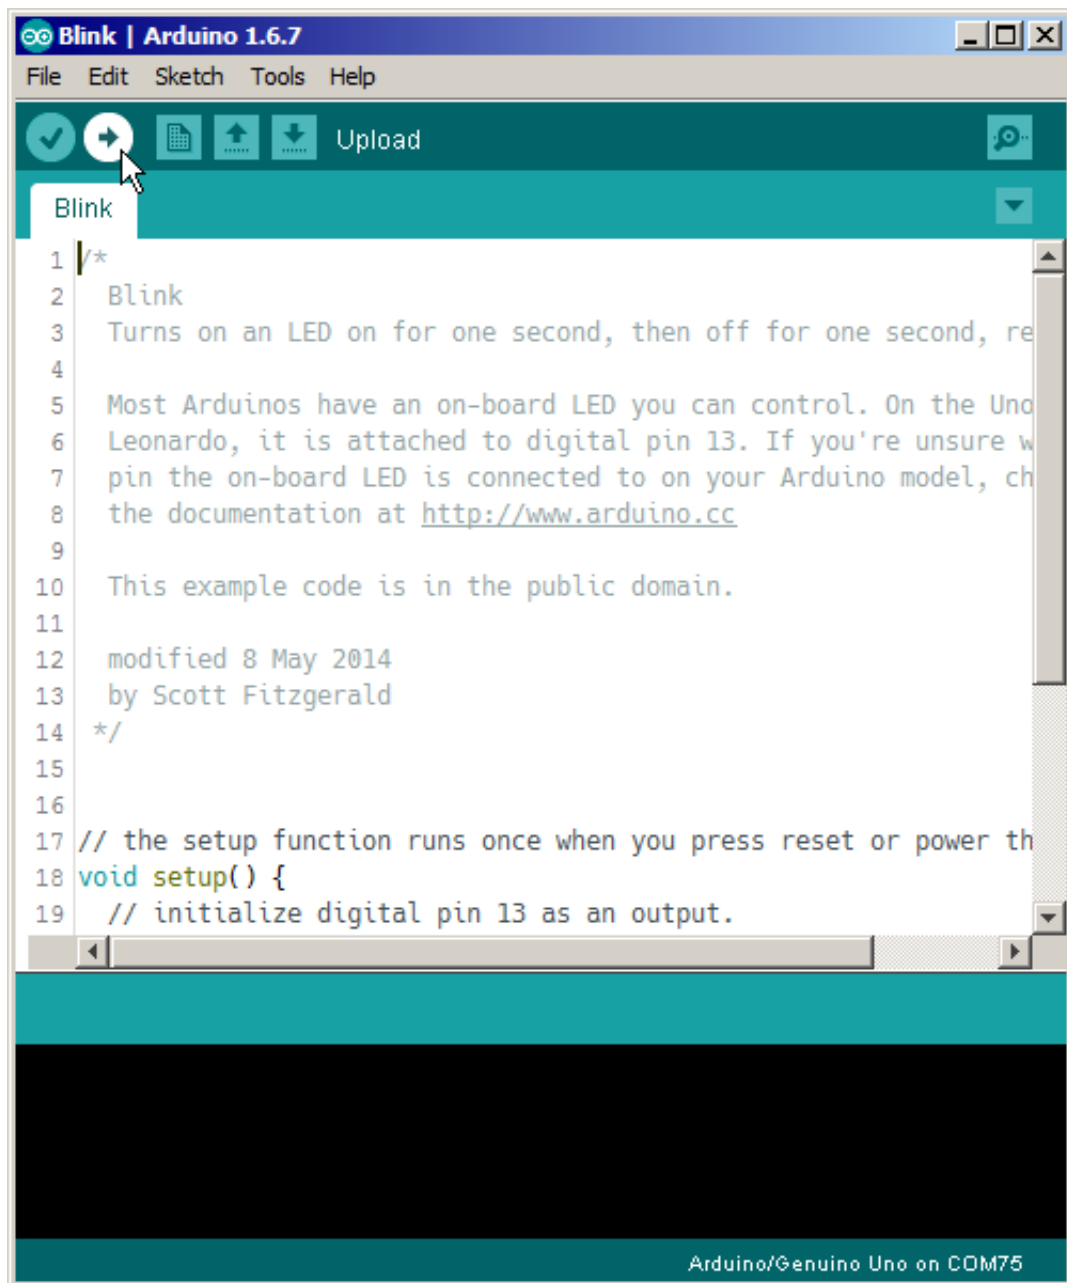 Blink | Arduino 1.6.7
File Edit Sketch Tools Help
Upload
Blink
1 /*
2 Blink
3 Turns on an LED on for one second, then off for one second, re
4
5 Most Arduinos have an on-board LED you can control. On the Uno
6 Leonardo, it is attached to digital pin 13. If you're unsure w
7 pin the on-board LED is connected to on your Arduino model, ch
8 the documentation at http://www.arduino.cc
9
10 This example code is in the public domain.
11
12 modified 8 May 2014
13 by Scott Fitzgerald
14 */
15
16
17 // the setup function runs once when you press reset or power th
18 void setup() {
19 // initialize digital pin 13 as an output.
Arduino/Genuino Uno on COM75